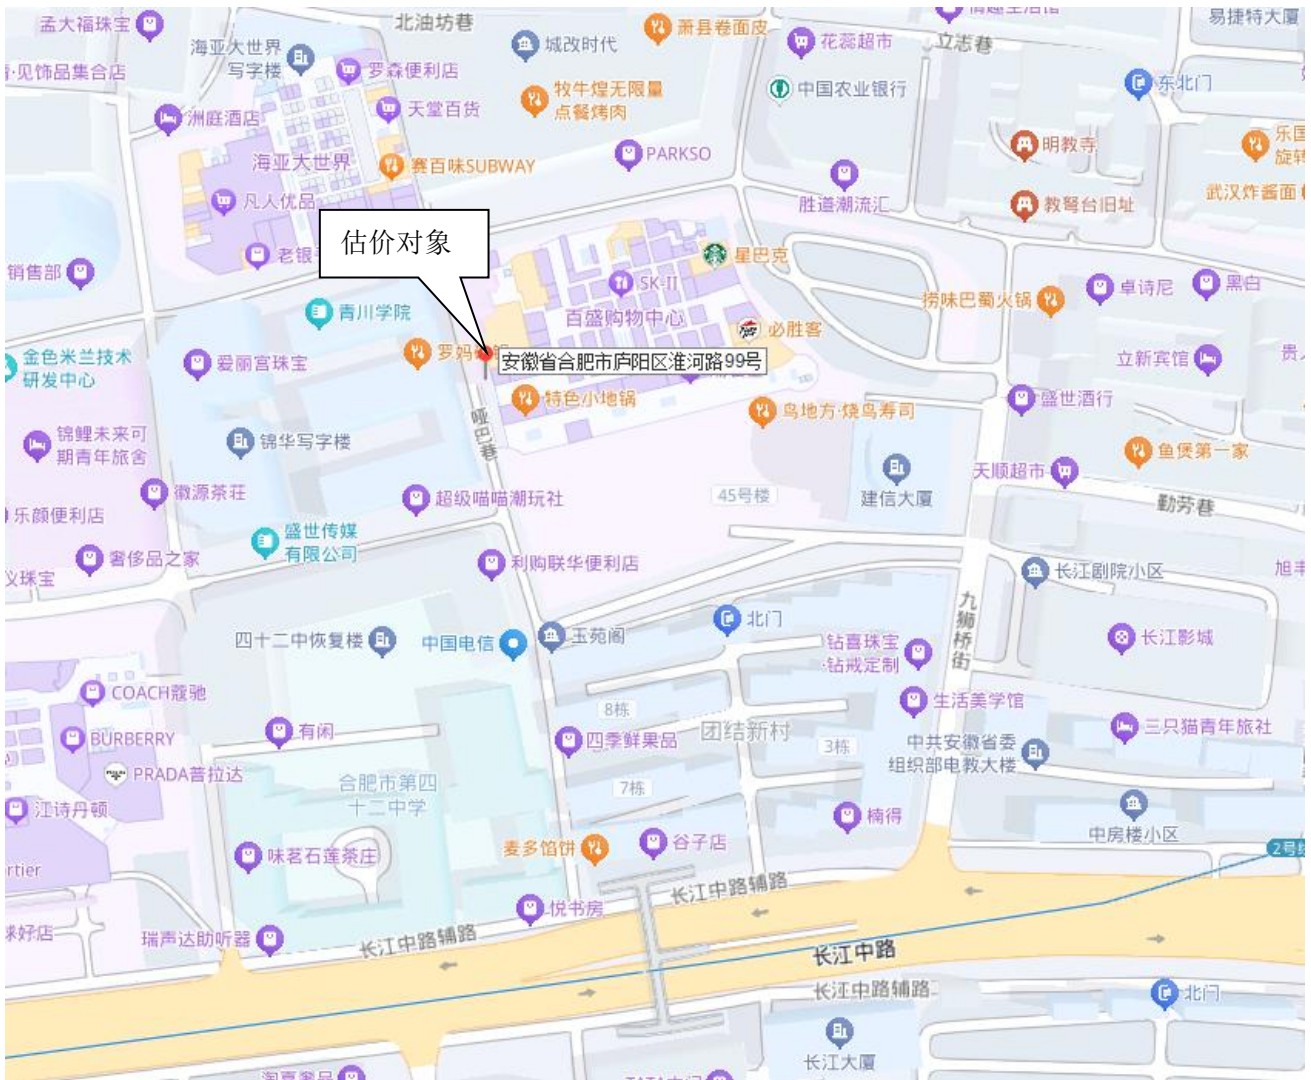 孟大福珠宝
北油坊巷
萧县卷面皮
易捷特大厦
海亚大世界
写字楼
城改时代
花蕊超市
立志巷
见饰品集合店
罗森便利店
牧牛煌无限量
点餐烤肉
中国农业银行
东北门
洲庭酒店
天堂百货
明教寺
海亚大世界
赛百味SUBWAY
PARKSO
武汉炸酱面
凡人优品
胜道潮流汇
教弩台旧址
估价对象
老银
星巴克
销售部
SK-II
卓诗尼
黑白
青川学院
百盛购物中心
捞味巴蜀火锅
必胜客
金色米兰技术
研发中心
爱丽宫珠宝
罗妈
安徽省合肥市庐阳区淮河路99号
立新宾馆
特色小地锅
鸟地方·烧鸟寿司
盛世酒行
锦鲤未来可
期青年旅舍
锦华写字楼
哑巴巷
鱼煲第一家
天顺超市
徽源茶荘
超级喵喵潮玩社
45号楼
建信大厦
勤劳巷
乐颜便利店
盛世传媒
有限公司
奢侈品之家
利购联华便利店
长江剧院小区
仪珠宝
九狮桥街
四十二中恢复楼
中国电信
玉苑阁
北门
钻喜珠宝
·钻戒定制
长江影城
COACH蔻驰
8栋
生活美学馆
BURBERRY
有闲
四季鲜果品
团结新村
3栋
中共安徽省委
组织部电教大楼
三只猫青年旅社
PRADA普拉达
合肥市第四
十二中学
7栋
江诗丹顿
楠得
中房楼小区
味茗石莲茶庄
麦多馅饼
谷子店
2号线
rtier
长江中路辅路
悦书房
瑞声达助听器
长江中路辅路
长江中路
长江中路辅路
北门
长江大厦